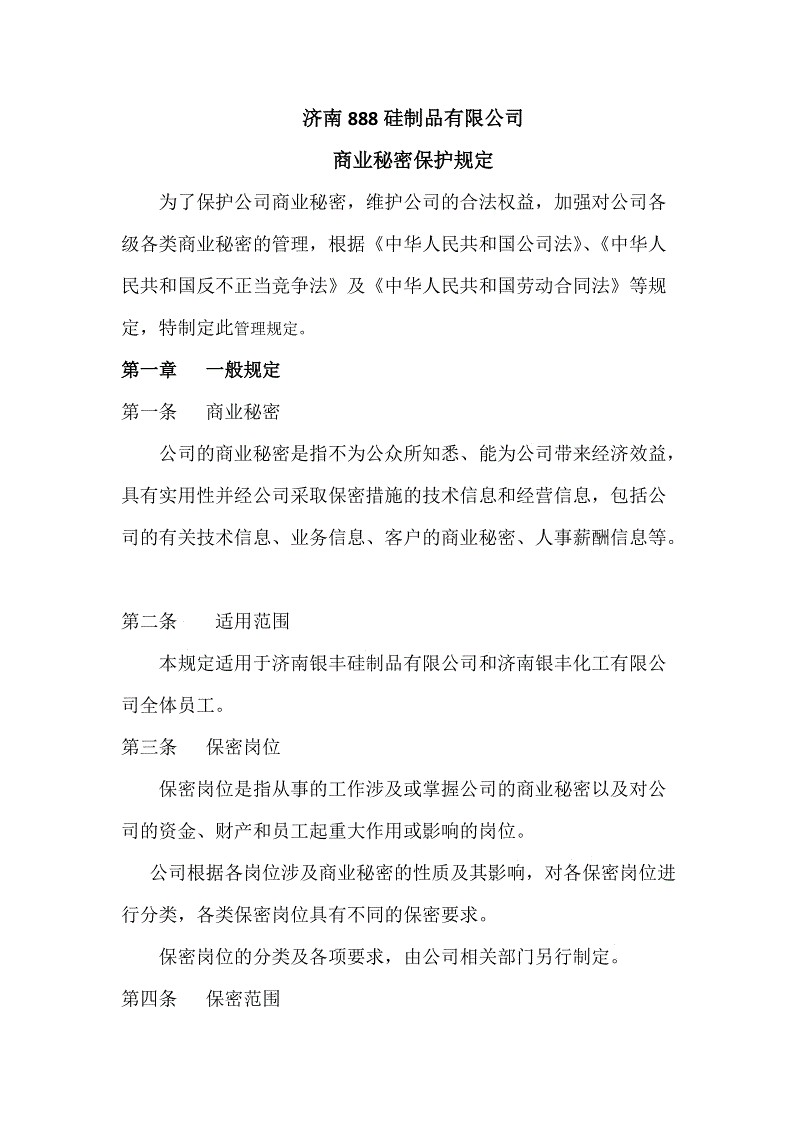 济南 888 硅制品有限公司
商业秘密保护规定
为了保护公司商业秘密，维护公司的合法权益，加强对公司各
级各类商业秘密的管理，根据《中华人民共和国公司法》、《中华人
民共和国反不正当竞争法》及《中华人民共和国劳动合同法》等规
定，特制定此管理规定。
第一章 一般规定
第一条 商业秘密
公司的商业秘密是指不为公众所知悉、能为公司带来经济效益，
具有实用性并经公司采取保密措施的技术信息和经营信息，包括公
司的有关技术信息、业务信息、客户的商业秘密、人事薪酬信息等。
第二条 适用范围
本规定适用于济南银丰硅制品有限公司和济南银丰化工有限公
司全体员工。
第三条 保密岗位
保密岗位是指从事的工作涉及或掌握公司的商业秘密以及对公
司的资金、财产和员工起重大作用或影响的岗位。
公司根据各岗位涉及商业秘密的性质及其影响，对各保密岗位进
行分类，各类保密岗位具有不同的保密要求。
保密岗位的分类及各项要求，由公司相关部门另行制定。
第四条 保密范围